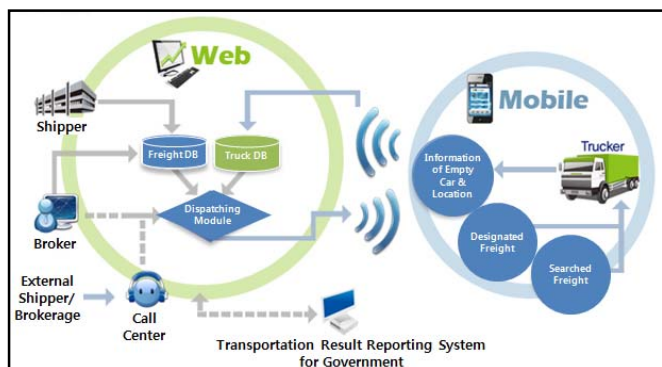 Web
Mobile
Shipper
Freight DB
Truck DB
Dispatching
Module
Broker
External
Shipper/
Brokerage
Call
Center
Transportation Result Reporting System
for Government
Trucker
Information
of Empty
Car &
Location
Designated
Freight
Searched
Freight